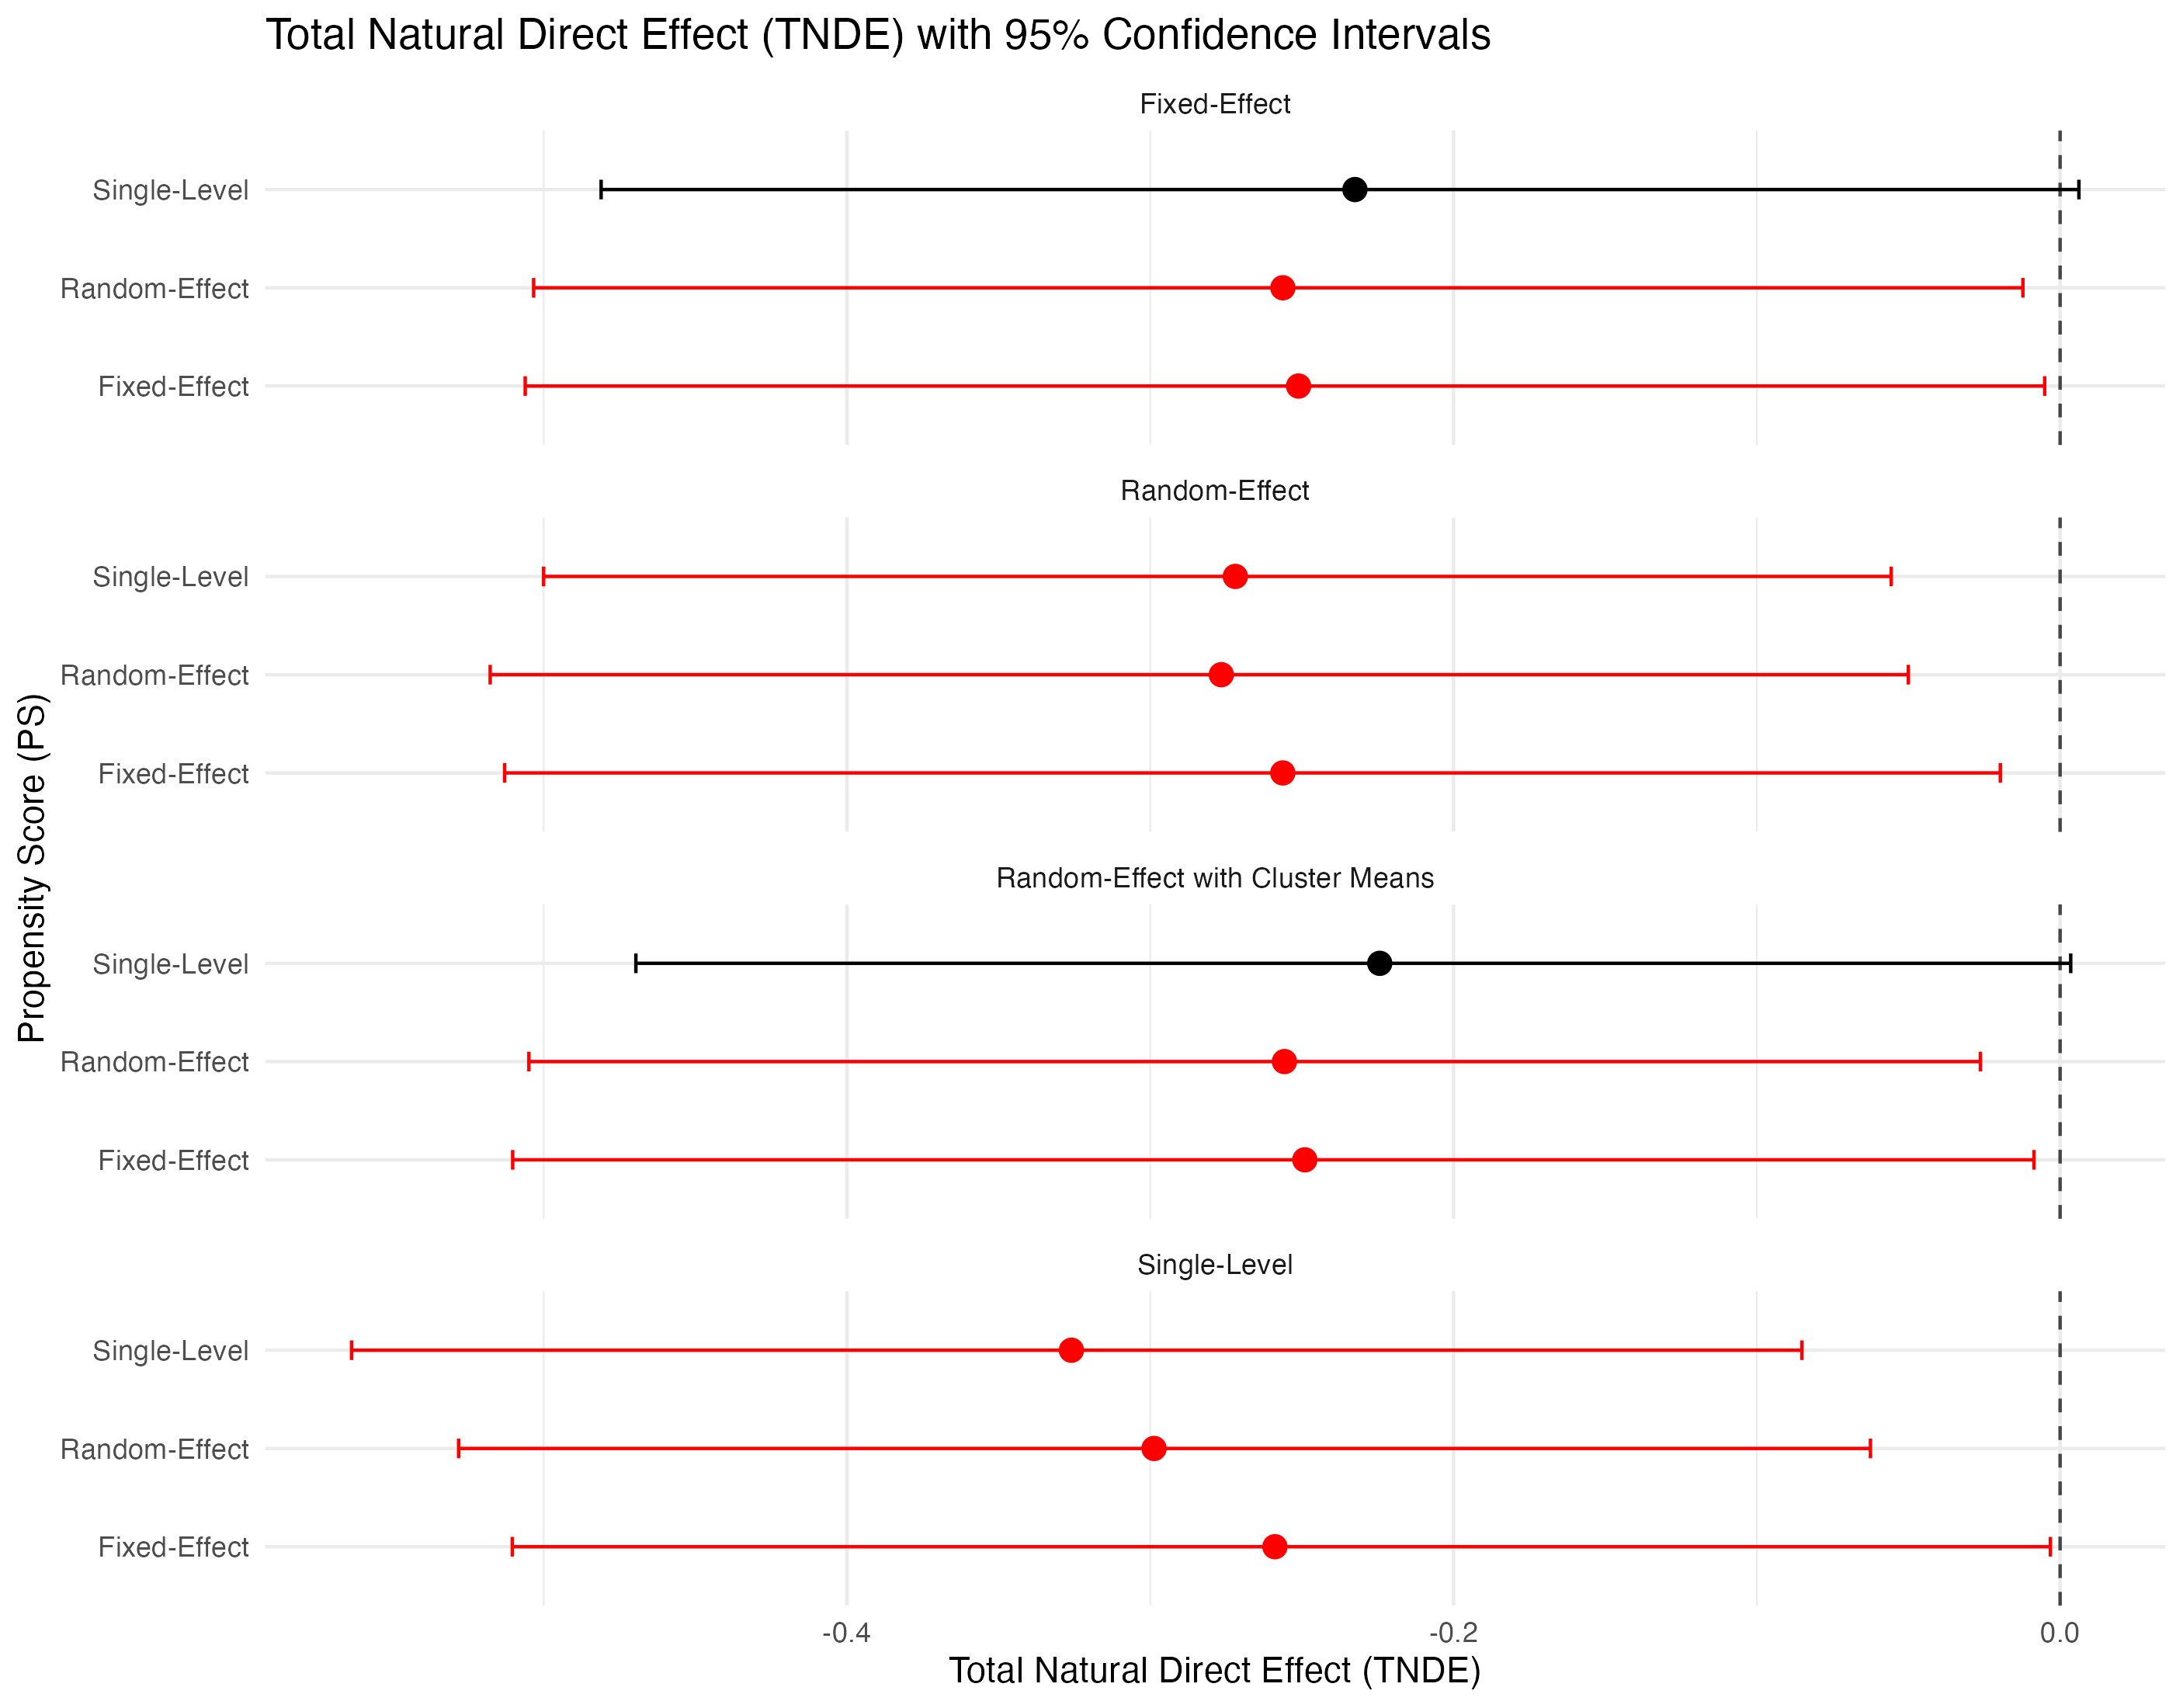 Total Natural Direct Effect (TNDE) with 95% Confidence Intervals
Fixed-Effect
Single-Level
Random-Effect
Fixed-Effect
Random-Effect
Single-Level
Random-Effect
Fixed-Effect
Random-Effect with Cluster Means
Single-Level
Random-Effect
Fixed-Effect
Single-Level
Single-Level
Random-Effect
Fixed-Effect
Propensity Score (PS)
-0.4 -0.2 0.0
Total Natural Direct Effect (TNDE)